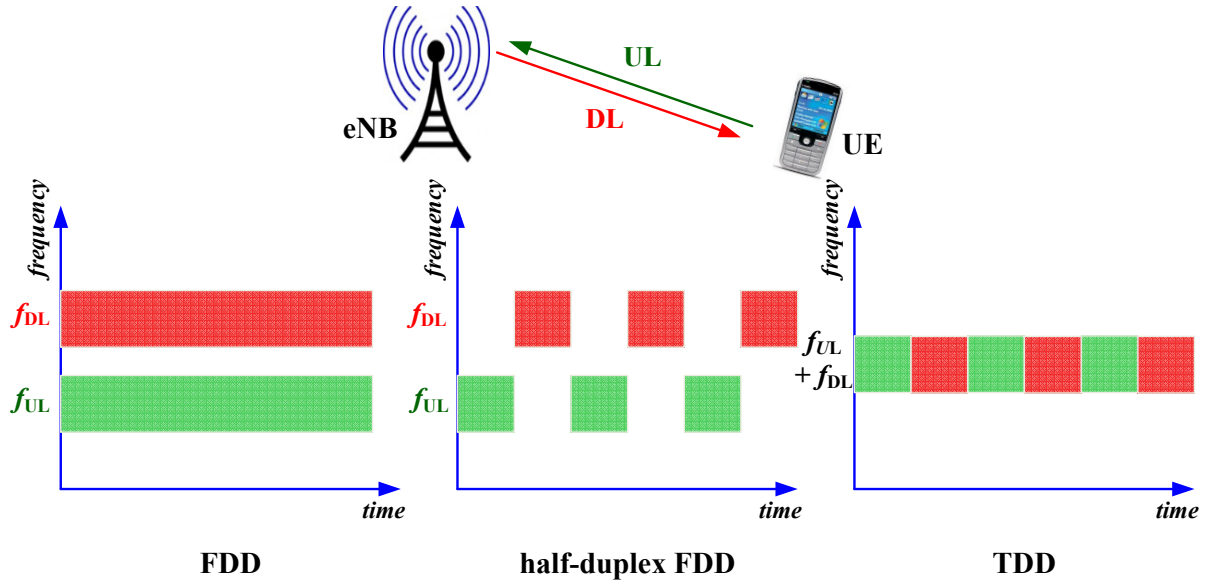 UL
DL
eNB
UE
frequency
fDL
fUL
time
FDD
frequency
fDL
fUL
time
half-duplex FDD
frequency
fUL
+ fDL
time
TDD